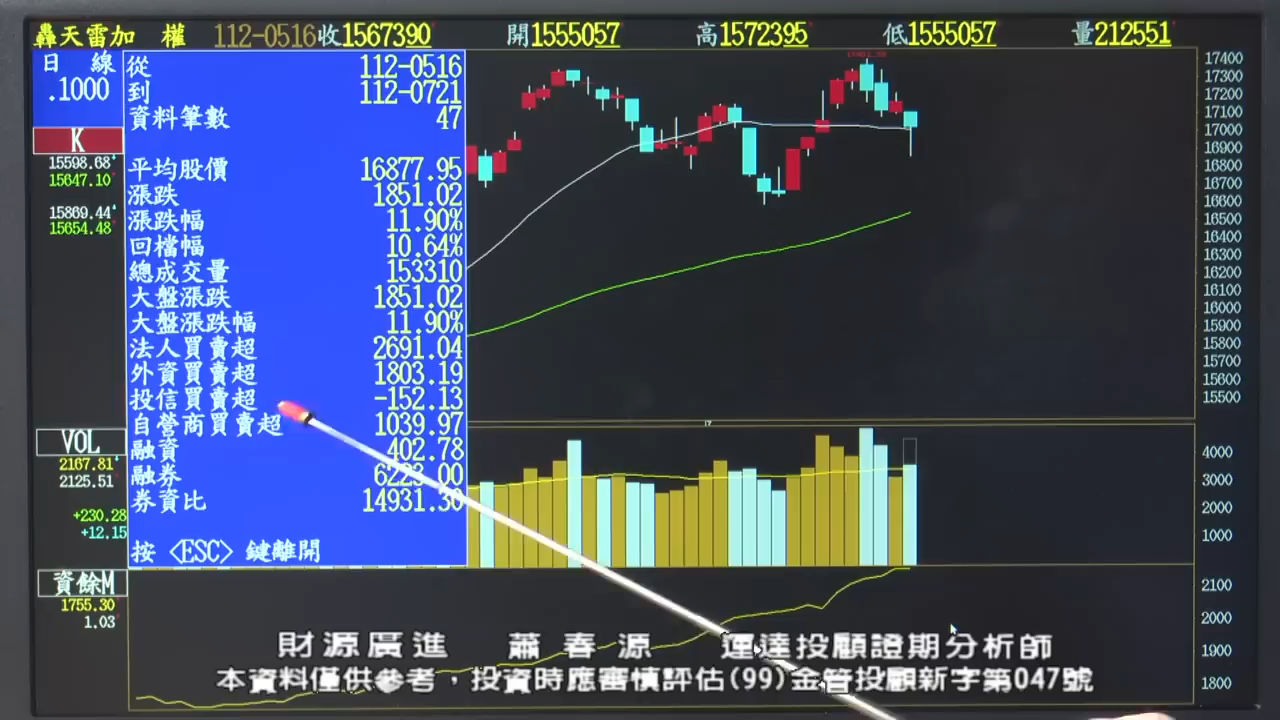 轟天雷加 權 112-0516收1567390 開1555057 高1572395 低1555057 量212551
日 線
.1000
K
15598.68
15647.10
15869.44
15654.48
從 112-0516
到 112-0721
資料筆數 47
平均股價 16877.95
漲跌 1851.02
漲跌幅 11.90%
回檔幅 10.64%
總成交量 153310
大盤漲跌 1851.02
大盤漲跌幅 11.90%
法人買賣超 2691.04
外資買賣超 1803.19
投信買賣超 -152.13
自營商買賣超 1039.97
融資 402.78
融券 6223.00
券資比 14931.30
按 <ESC> 鍵離開
17400
17300
17200
17100
17000
16900
16800
16700
16600
16500
16400
16300
16200
16100
16000
15900
15800
15700
15600
15500
VOL
2167.81
2125.51
+230.28
+12.15
4000
3000
2000
1000
資餘M
1755.30
1.03
2100
2000
1900
1800
財源廣進 蕭春源 運達投顧證期分析師
本資料僅供參考，投資時應審慎評估(99)金管投顧新字第047號